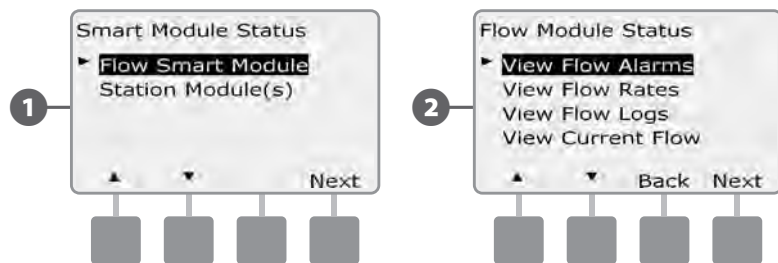 1
Smart Module Status
► Flow Smart Module
Station Module(s)
▲ ▼ Next
2
Flow Module Status
► View Flow Alarms
View Flow Rates
View Flow Logs
View Current Flow
▲ ▼ Back Next